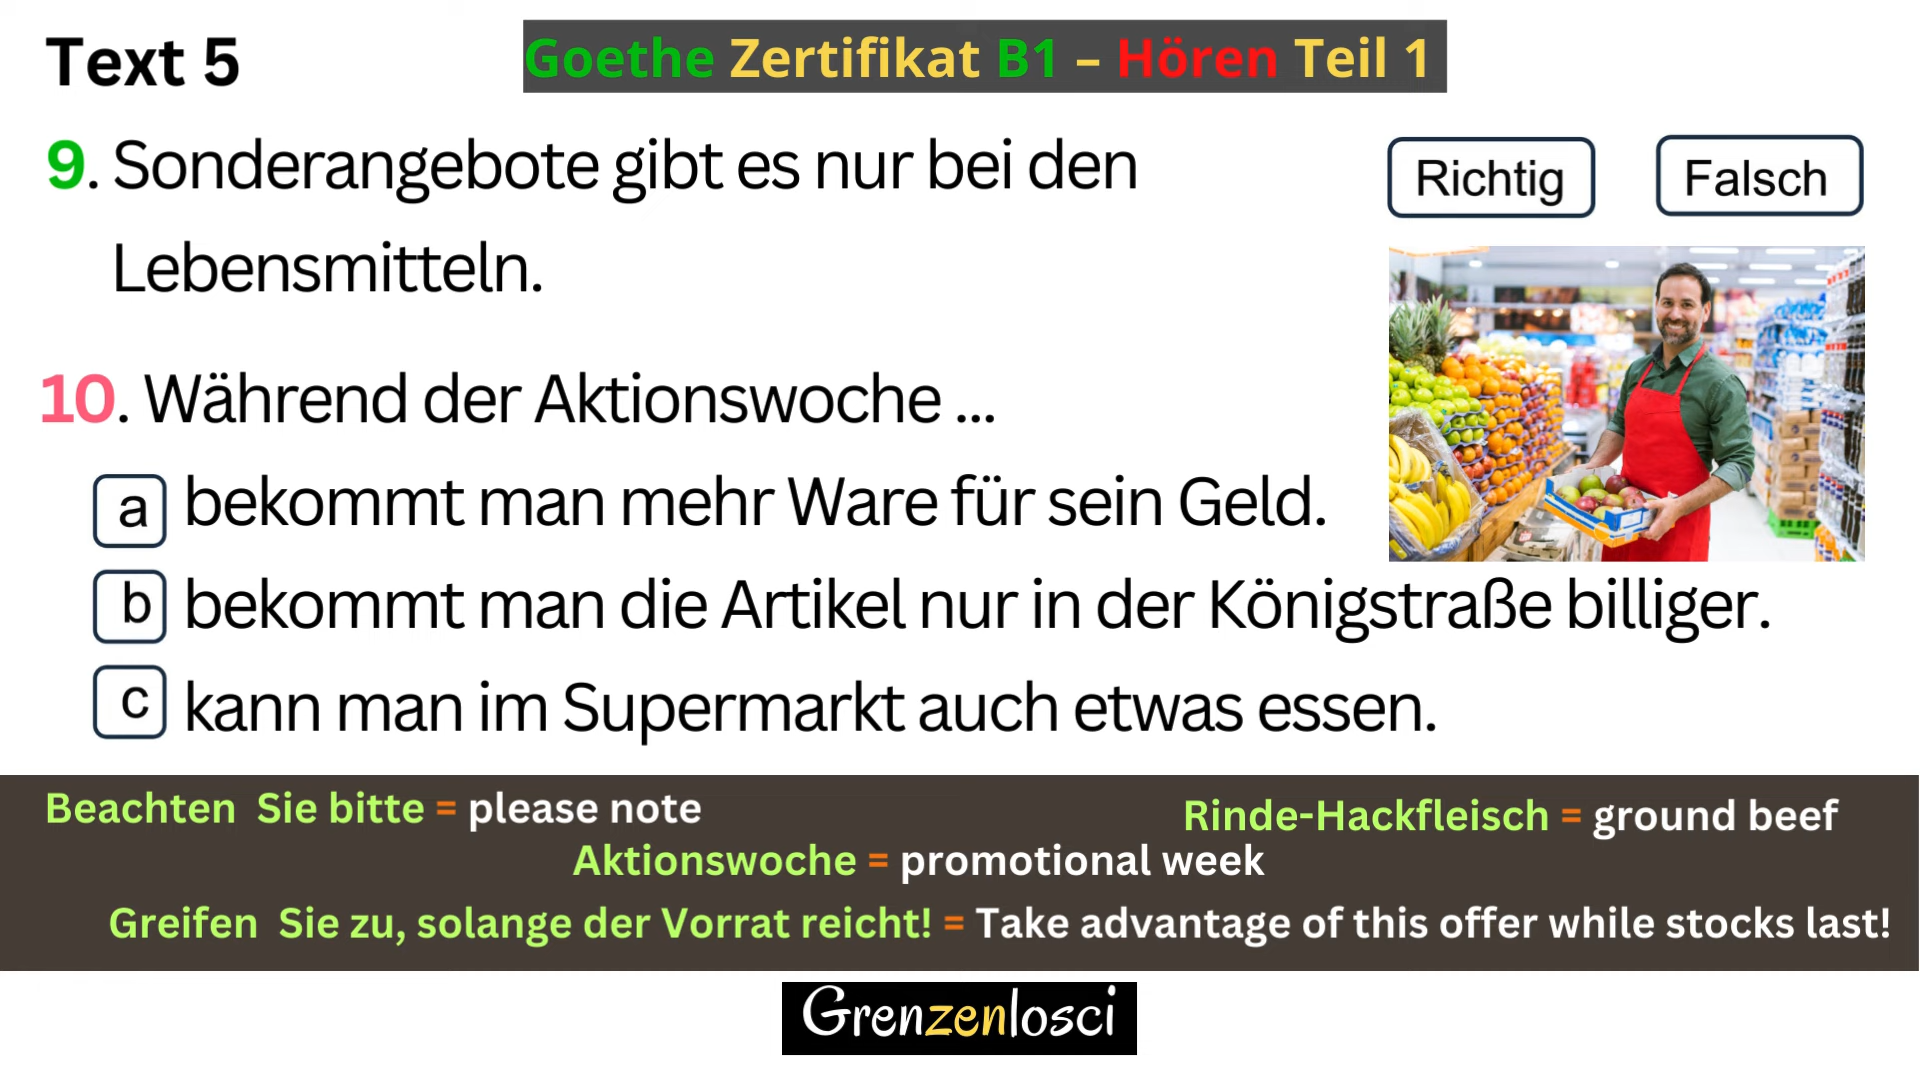 Text 5
Goethe Zertifikat B1 – Hören Teil 1
9. Sonderangebote gibt es nur bei den
Lebensmitteln.
Richtig
Falsch
10. Während der Aktionswoche ...
a bekommt man mehr Ware für sein Geld.
b bekommt man die Artikel nur in der Königstraße billiger.
c kann man im Supermarkt auch etwas essen.
Beachten Sie bitte = please note
Rinde-Hackfleisch = ground beef
Aktionswoche = promotional week
Greifen Sie zu, solange der Vorrat reicht! = Take advantage of this offer while stocks last!
Grenzenlosci